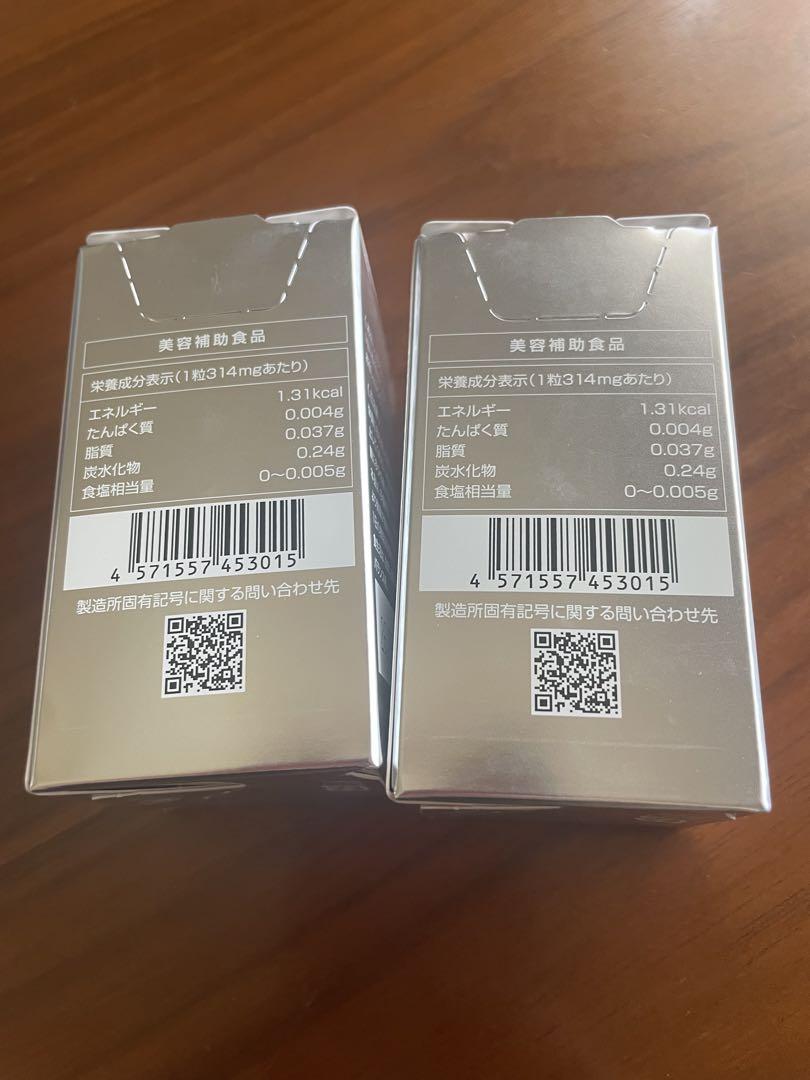 美容補助食品
栄養成分表示(1粒314mgあたり)
エネルギー 1.31kcal
たんぱく質 0.004g
脂質 0.037g
炭水化物 0.24g
食塩相当量 0〜0.005g
4 571557 453015
製造所固有記号に関する問い合わせ先
美容補助食品
栄養成分表示(1粒314mgあたり)
エネルギー 1.31kcal
たんぱく質 0.004g
脂質 0.037g
炭水化物 0.24g
食塩相当量 0〜0.005g
4 571557 453015
製造所固有記号に関する問い合わせ先